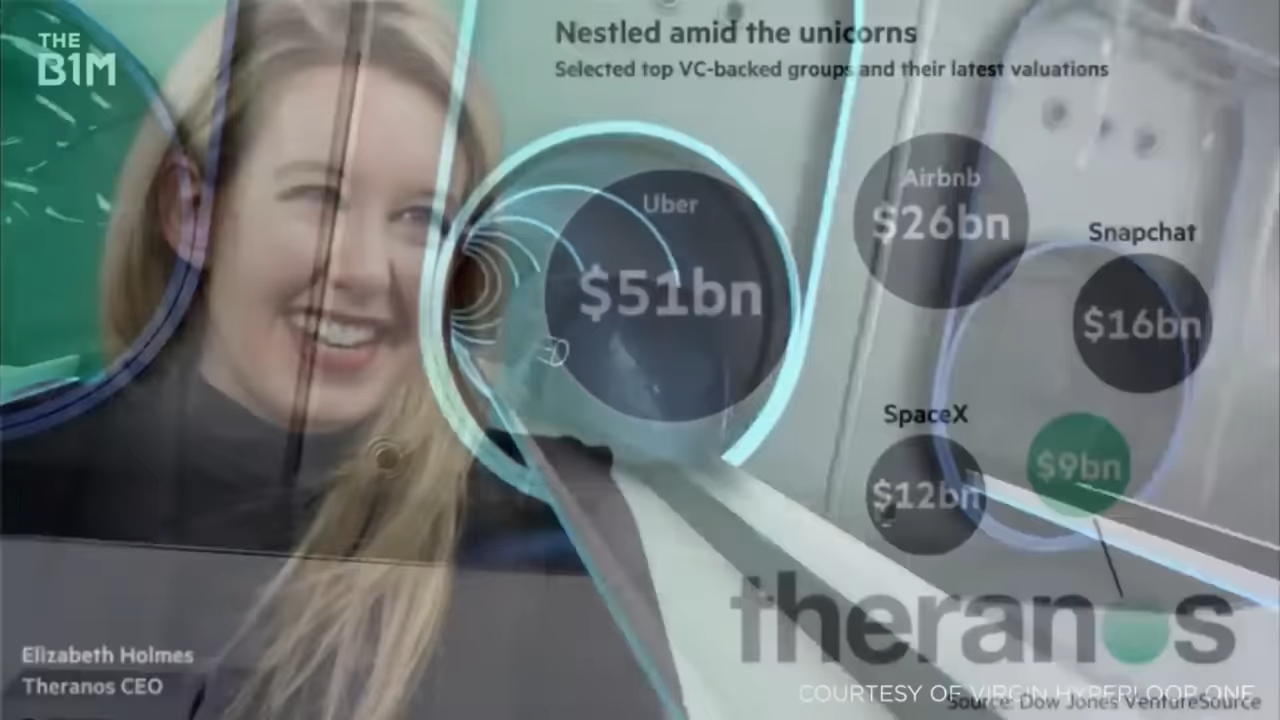 THE
B1M
Nestled amid the unicorns
Selected top VC-backed groups and their latest valuations
Uber
$51bn
Airbnb
$26bn
Snapchat
$16bn
SpaceX
$12bn
$9bn
theranos
Elizabeth Holmes
Theranos CEO
COURTESY OF VIRGIN HYPERLOOP ONE
Source: Dow Jones VentureSource